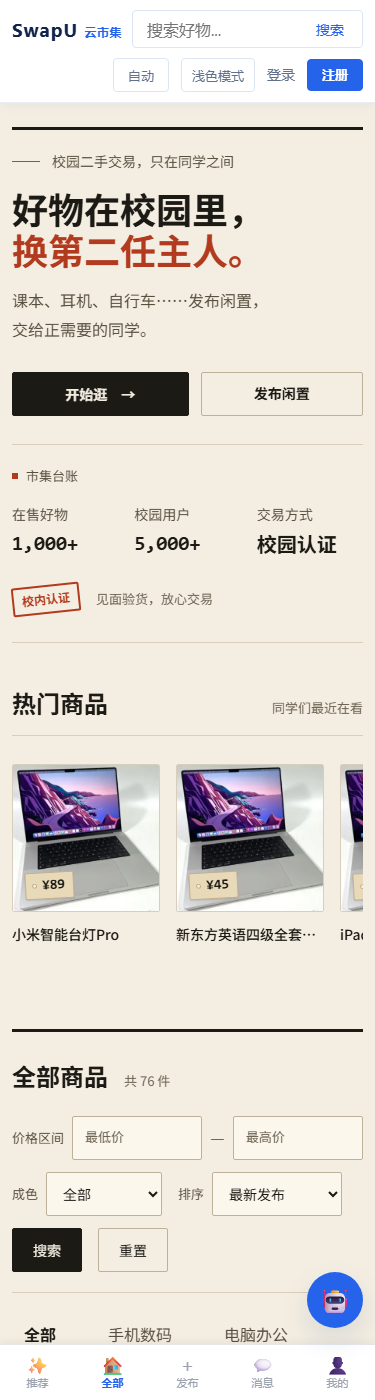 SwapU 云市集
搜索好物...
搜索
自动
浅色模式
登录
注册
校园二手交易，只在同学之间
好物在校园里，
换第二任主人。
课本、耳机、自行车……发布闲置，
交给正需要的同学。
开始逛 →
发布闲置
市集台账
在售好物
校园用户
交易方式
1,000+
5,000+
校园认证
校内认证
见面验货，放心交易
热门商品
同学们最近在看
¥89
¥45
小米智能台灯Pro
新东方英语四级全套…
iPad
全部商品
共 76 件
价格区间
最低价
—
最高价
成色
全部
排序
最新发布
搜索
重置
全部
手机数码
电脑办公
推荐
全部
发布
消息
我的